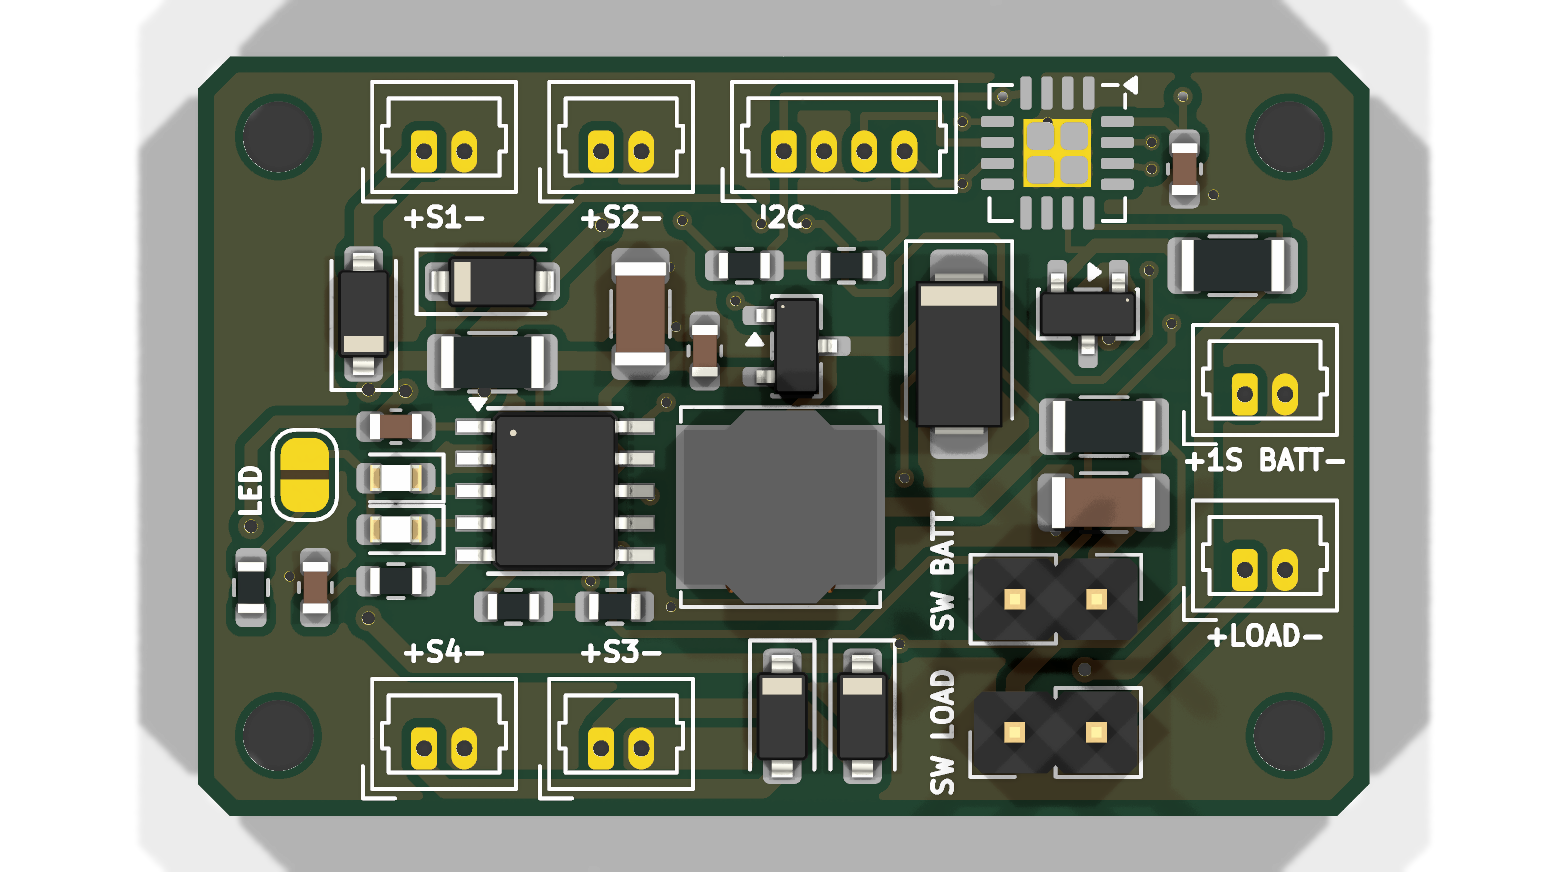 +S1-
+S2-
I2C
+1S BATT-
LED
SW BATT
+LOAD-
+S4-
+S3-
SW LOAD